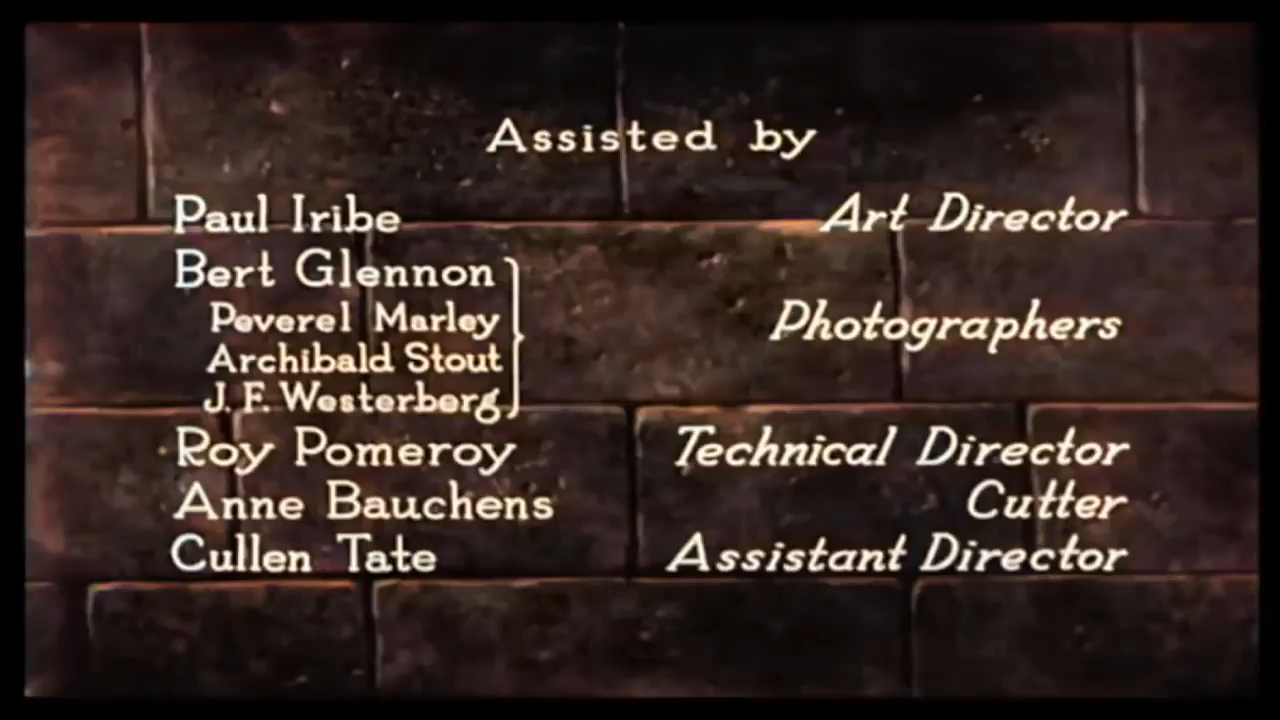 Assisted by
Paul Iribe Art Director
Bert Glennon
Peverel Marley
Archibald Stout
J. F. Westerberg
Photographers
Roy Pomeroy Technical Director
Anne Bauchens Cutter
Cullen Tate Assistant Director